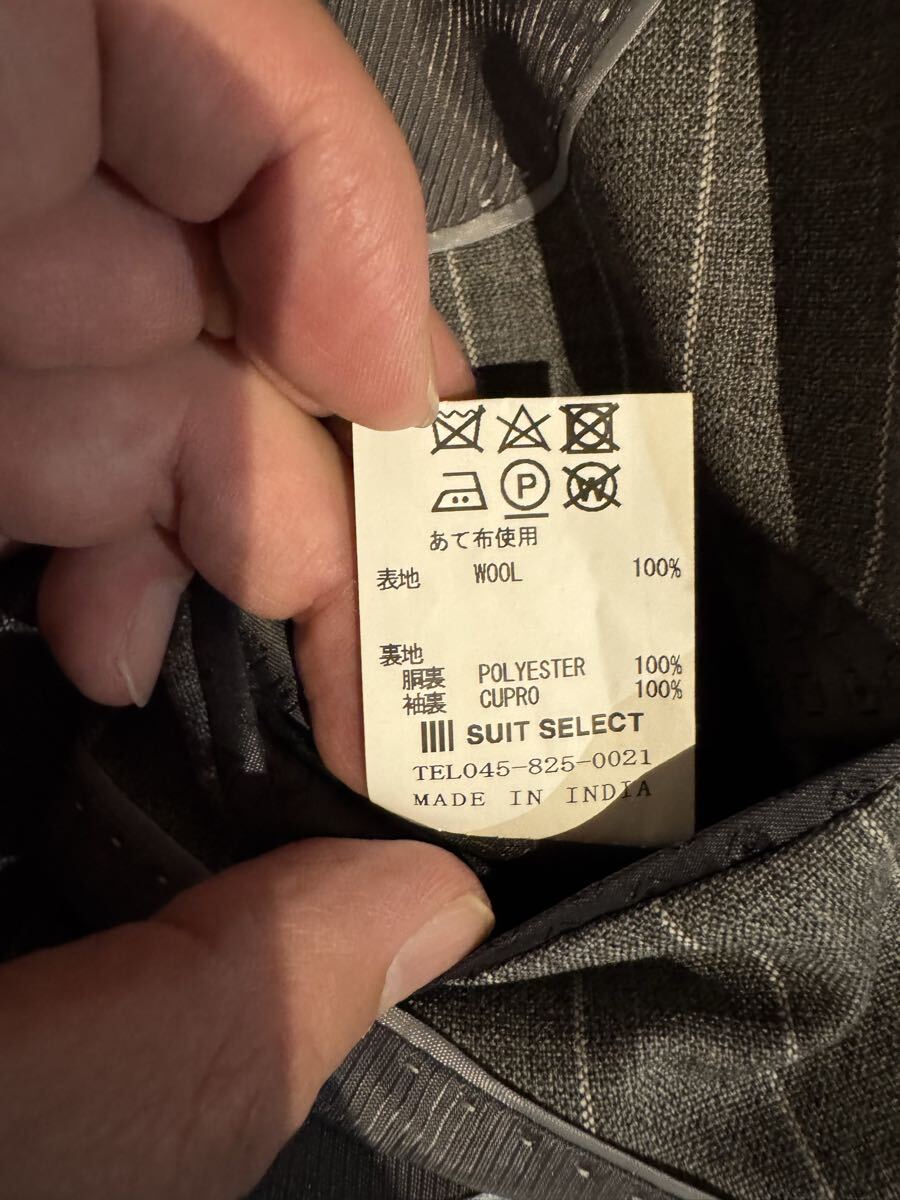 P W
あて布使用
表地 WOOL 100%
裏地
胴裏 POLYESTER 100%
袖裏 CUPRO 100%
SUIT SELECT
TEL045-825-0021
MADE IN INDIA